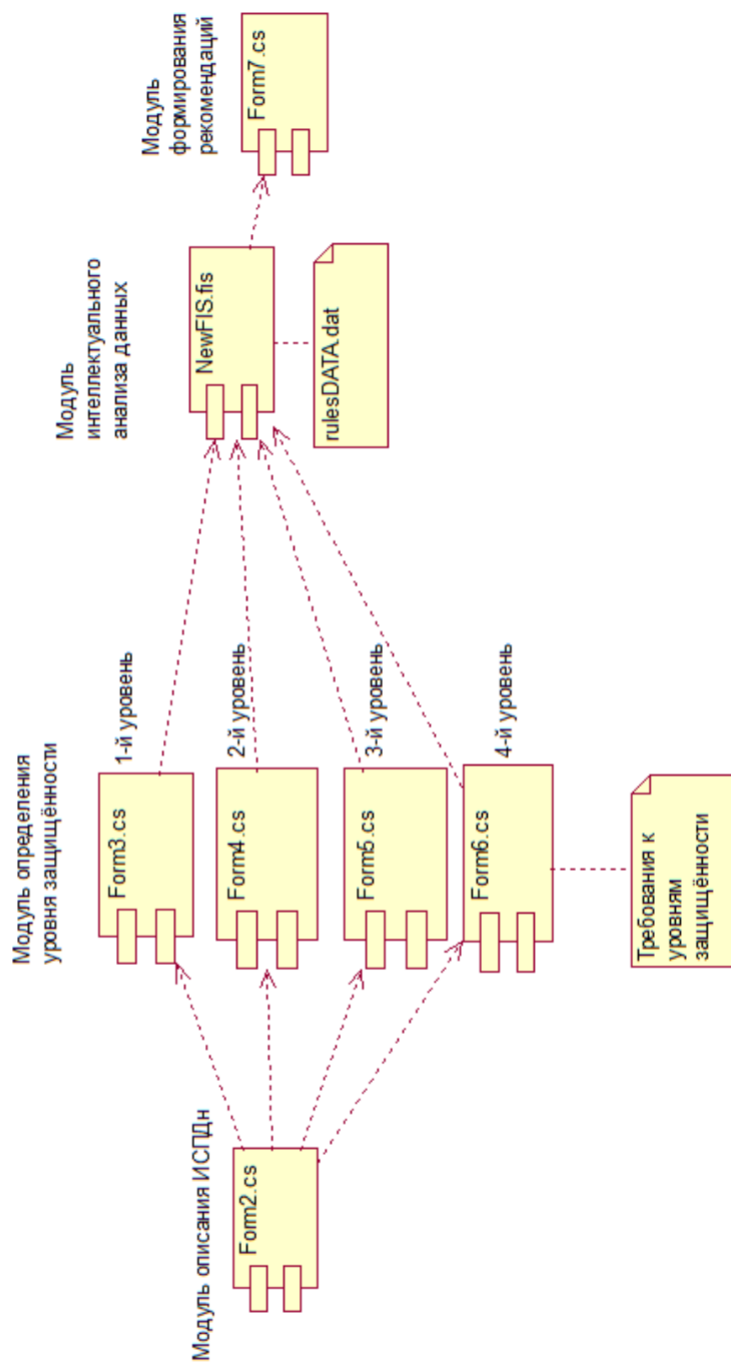 Модуль описания ИСПДн
Form2.cs
Модуль определения
уровня защищённости
Form3.cs
1-й уровень
Form4.cs
2-й уровень
Form5.cs
3-й уровень
Form6.cs
4-й уровень
Требования к
уровням
защищённости
Модуль
интеллектуального
анализа данных
NewFIS.fis
rulesDATA.dat
Модуль
формирования
рекомендаций
Form7.cs